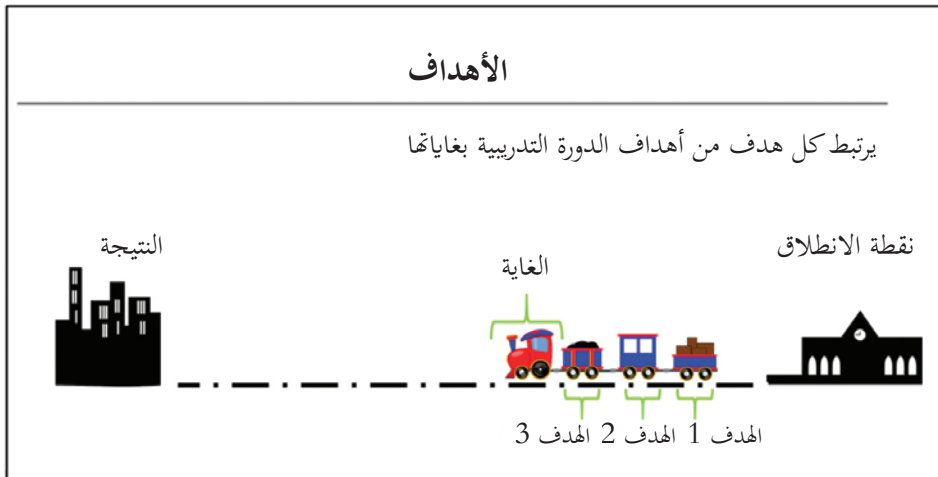 الأهداف
يرتبط كل هدف من أهداف الدورة التدريبية بغاياتها
نقطة الانطلاق
الغاية
النتيجة
الهدف 1 الهدف 2 الهدف 3